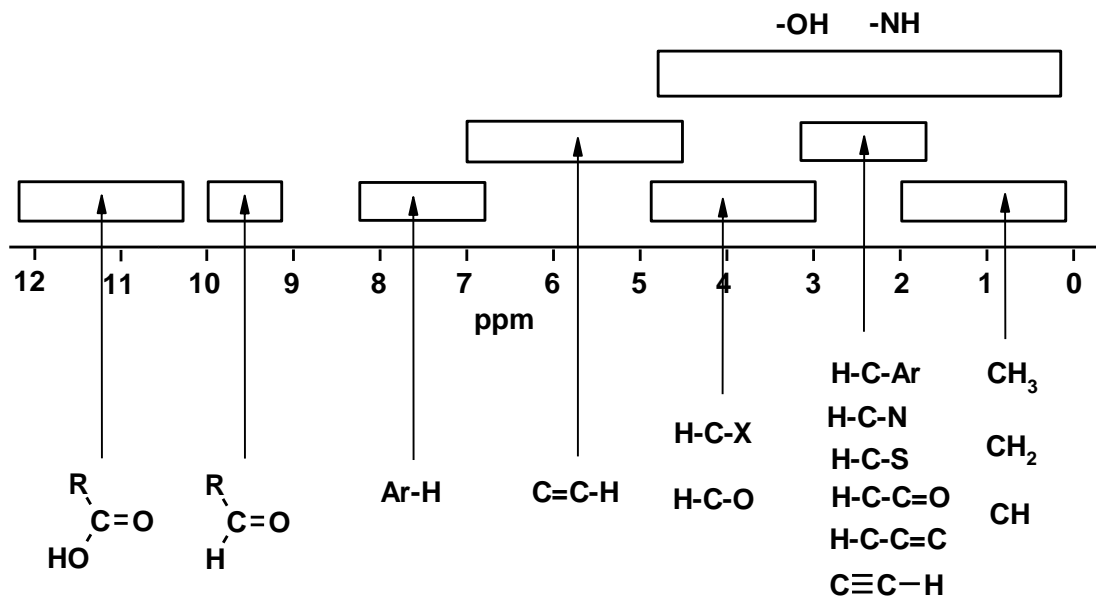 -OH -NH
12 11 10 9 8 7 6 5 4 3 2 1 0
ppm
H-C-Ar CH₃
H-C-X H-C-N
H-C-S CH₂
R R Ar-H C=C-H H-C-O H-C-C=O
C=O C=O CH
HO H H-C-C=C
C≡C-H